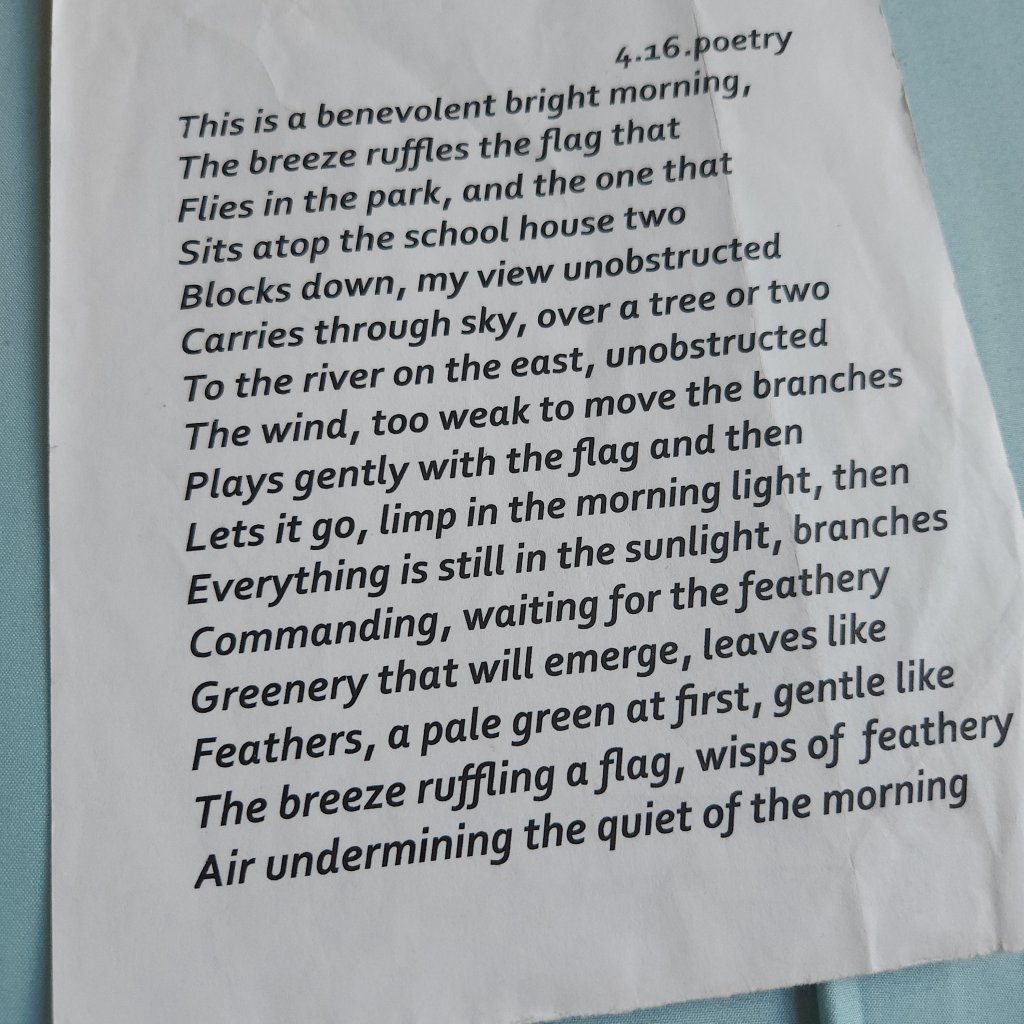 4.16.poetry
This is a benevolent bright morning,
The breeze ruffles the flag that
Flies in the park, and the one that
Sits atop the school house two
Blocks down, my view unobstructed
Carries through sky, over a tree or two
To the river on the east, unobstructed
The wind, too weak to move the branches
Plays gently with the flag and then
Lets it go, limp in the morning light, then
Everything is still in the sunlight, branches
Commanding, waiting for the feathery
Greenery that will emerge, leaves like
Feathers, a pale green at first, gentle like
The breeze ruffling a flag, wisps of feathery
Air undermining the quiet of the morning